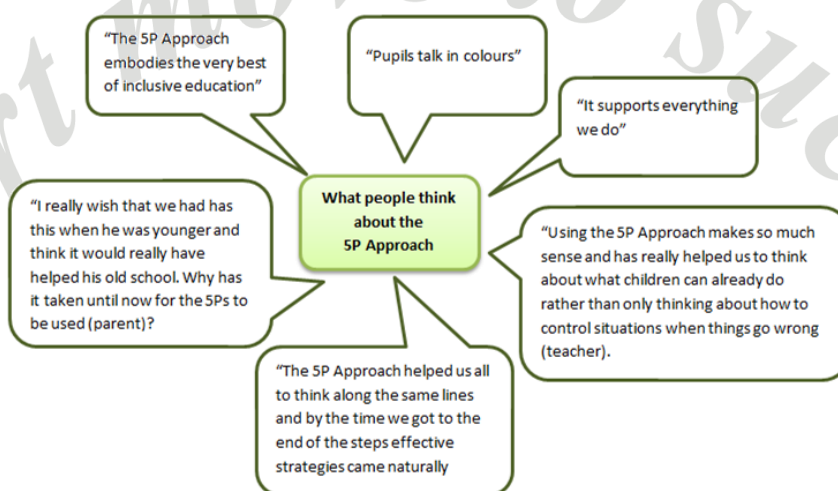 “The 5P Approach
embodies the very best
of inclusive education”
“Pupils talk in colours”
“It supports everything
we do”
What people think
about the
5P Approach
“I really wish that we had has
this when he was younger and
think it would really have
helped his old school. Why has
it taken until now for the 5Ps to
be used (parent)?
“Using the 5P Approach makes so much
sense and has really helped us to think
about what children can already do
rather than only thinking about how to
control situations when things go wrong
(teacher).
“The 5P Approach helped us all
to think along the same lines
and by the time we got to the
end of the steps effective
strategies came naturally